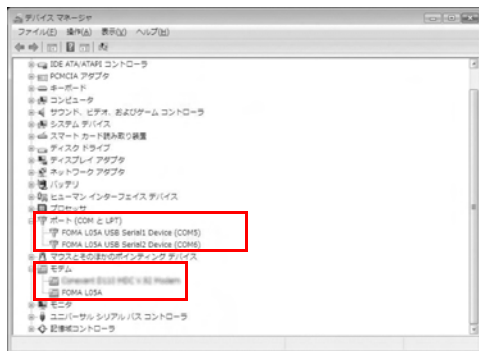 デバイス マネージャ
ファイル(F) 操作(A) 表示(V) ヘルプ(H)
IDE ATA/ATAPI コントローラ
PCMCIA アダプタ
キーボード
コンピュータ
サウンド、ビデオ、およびゲーム コントローラ
システム デバイス
スマート カード読み取り装置
ディスク ドライブ
ディスプレイ アダプタ
ネットワーク アダプタ
バッテリ
ヒューマン インターフェイス デバイス
プロセッサ
ポート (COM と LPT)
FOMA L05A USB Serial1 Device (COM5)
FOMA L05A USB Serial2 Device (COM6)
マウスとそのほかのポインティング デバイス
モデム
FOMA L05A
モニタ
ユニバーサル シリアル バス コントローラ
記憶域コントローラ